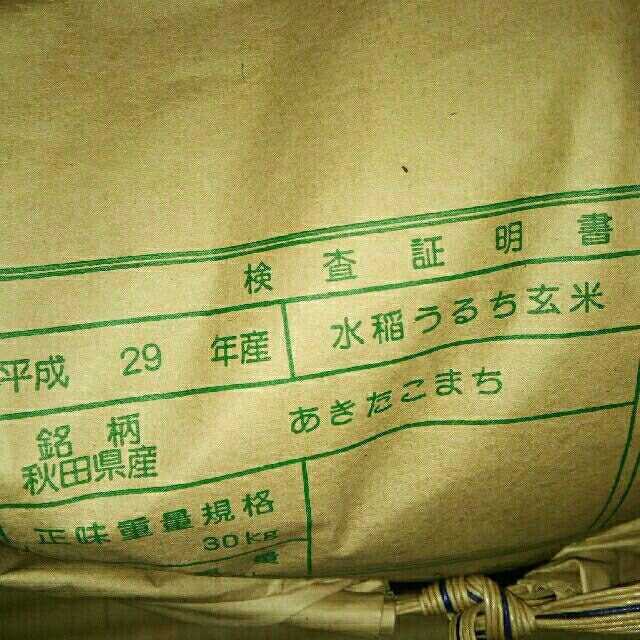 検査証明書
平成 29 年産 水稲うるち玄米
銘柄 あきたこまち
秋田県産
正味重量規格
30kg